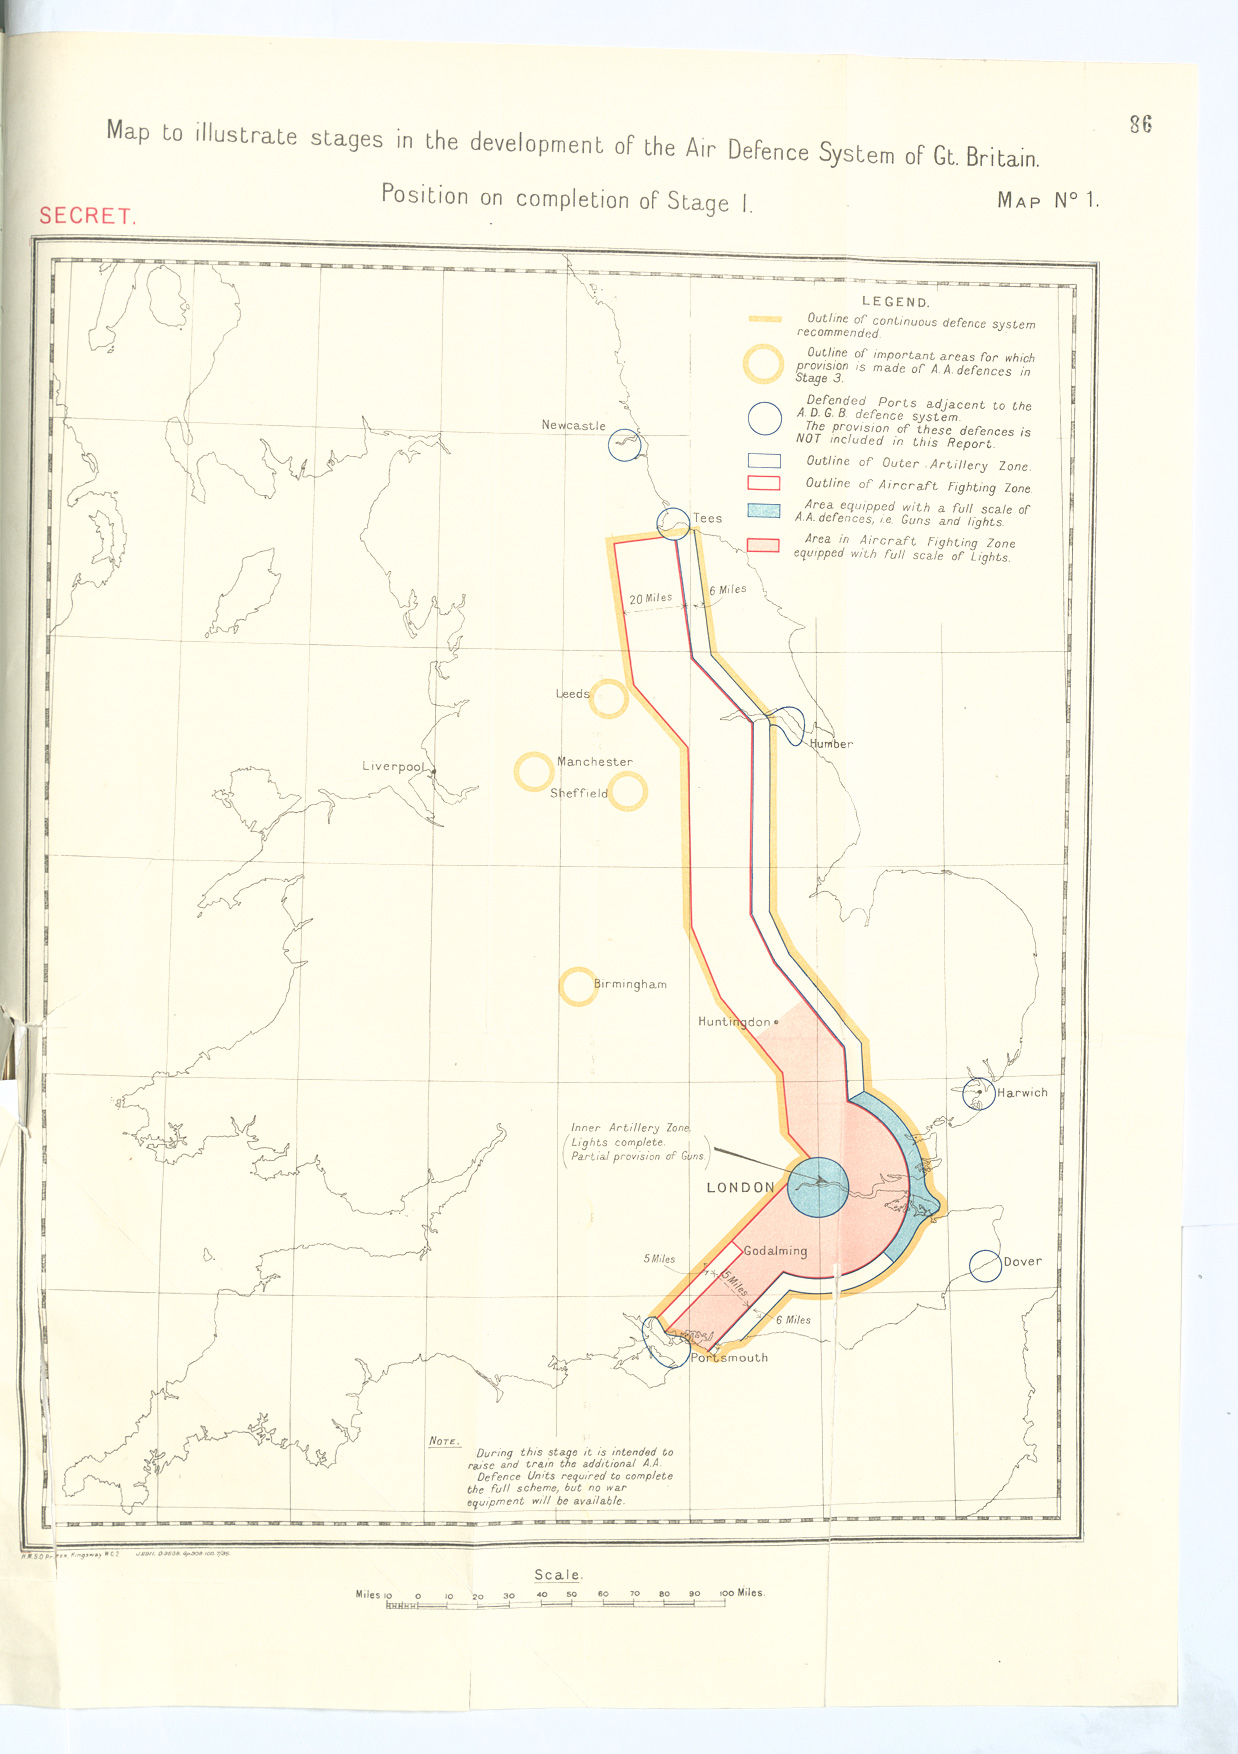 86
Map to illustrate stages in the development of the Air Defence System of Gt. Britain.
Position on completion of Stage 1.
MAP Nº 1.
SECRET.
LEGEND.
Outline of continuous defence system
recommended.
Outline of important areas for which
provision is made of A.A. defences in
Stage 3.
Defended Ports adjacent to the
A.D.G.B. defence system.
The provision of these defences is
NOT included in this Report.
Outline of Outer Artillery Zone.
Outline of Aircraft Fighting Zone.
Area equipped with a full scale of
A.A. defences, i.e. Guns and lights.
Area in Aircraft Fighting Zone
equipped with full scale of Lights.
Newcastle
Tees
20 Miles
6 Miles
Leeds
Humber
Manchester
Liverpool
Sheffield
Birmingham
Huntingdon
Harwich
Inner Artillery Zone.
(Lights complete.
Partial provision of Guns.)
LONDON
Godalming
5 Miles
Dover
6 Miles
Portsmouth
NOTE.
During this stage it is intended to
raise and train the additional A.A.
Defence Units required to complete
the full scheme, but no war
equipment will be available.
Kingsway W.C.2
Scale.
Miles 10 0 10 20 30 40 50 60 70 80 90 100 Miles.